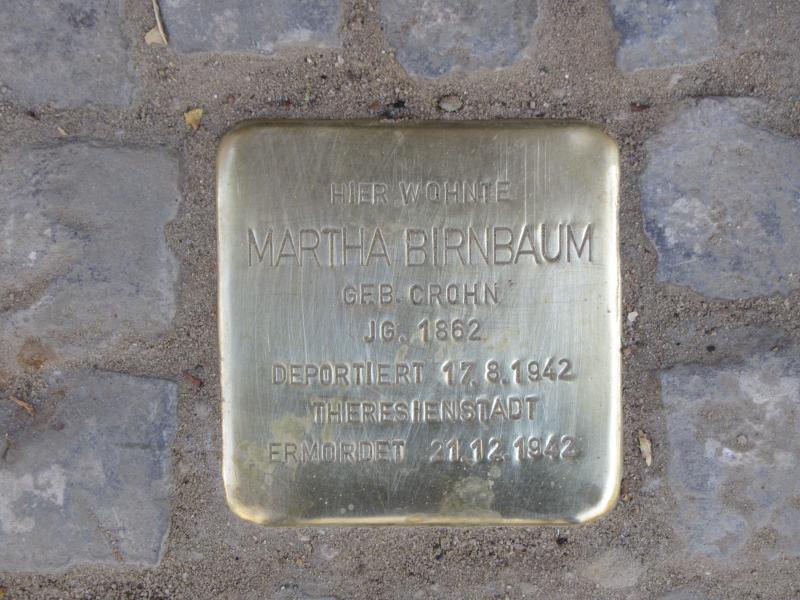 HIER WOHNTE
MARTHA BIRNBAUM
GEB. CROHN
JG. 1862
DEPORTIERT 17.8.1942
THERESIENSTADT
ERMORDET 21.12.1942